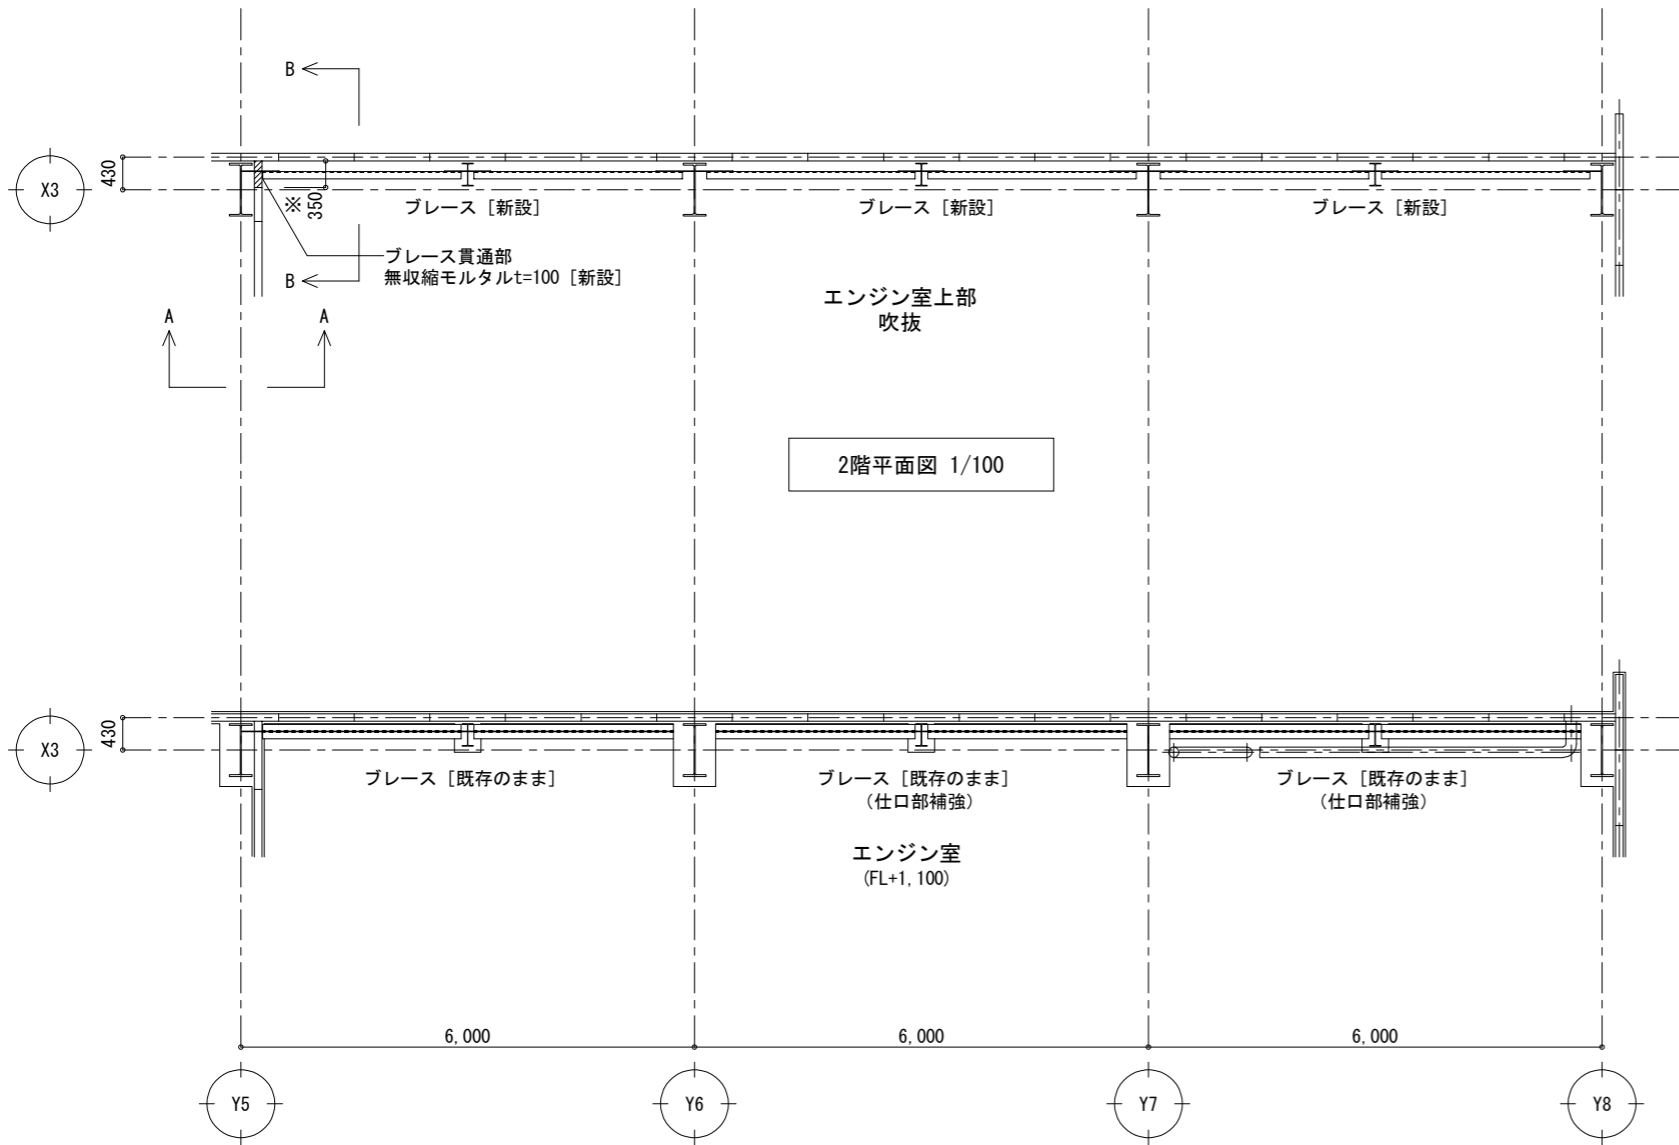 B
X3
430
※
350
ブレース [新設]
ブレース [新設]
ブレース [新設]
ブレース貫通部
無収縮モルタルt=100 [新設]
B
エンジン室上部
吹抜
A
A
2階平面図 1/100
X3
430
ブレース [既存のまま]
ブレース [既存のまま]
(仕口部補強)
ブレース [既存のまま]
(仕口部補強)
エンジン室
(FL+1,100)
6,000
6,000
6,000
Y5
Y6
Y7
Y8